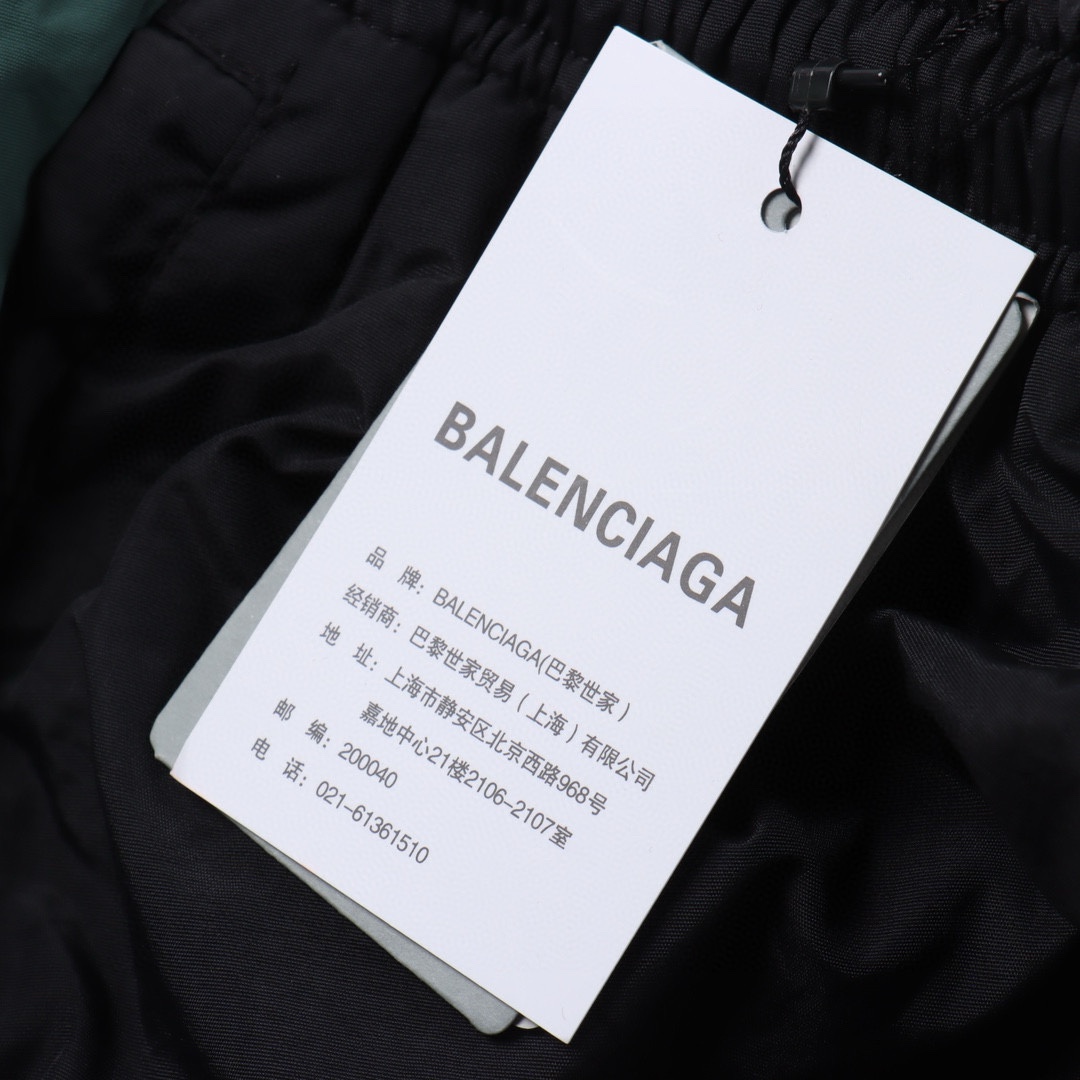 BALENCIAGA
品 牌: BALENCIAGA(巴黎世家)
经销商: 巴黎世家贸易(上海)有限公司
地 址: 上海市静安区北京西路968号
嘉地中心21楼2106-2107室
邮 编: 200040
电 话: 021-61361510